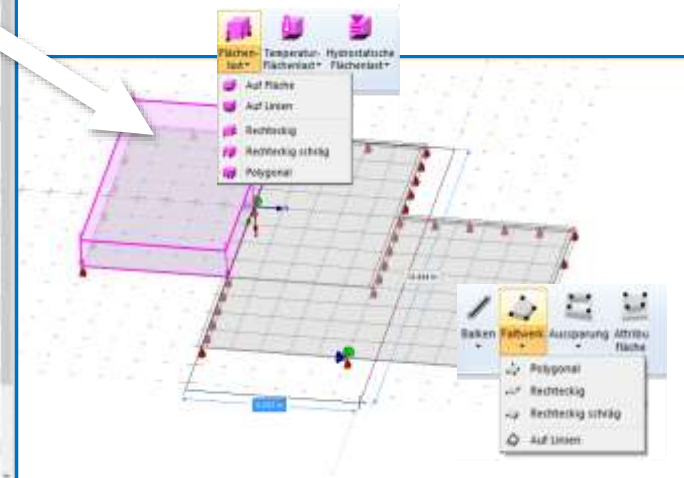 Flächen-
last
Temperatur-
Flächenlast
Hydrostatische
Flächenlast
Auf Fläche
Auf Linien
Rechteckig
Rechteckig schräg
Polygonal
Balken
Faltwerk
Aussparung
Attribu
fläche
Polygonal
Rechteckig
Rechteckig schräg
Auf Linien